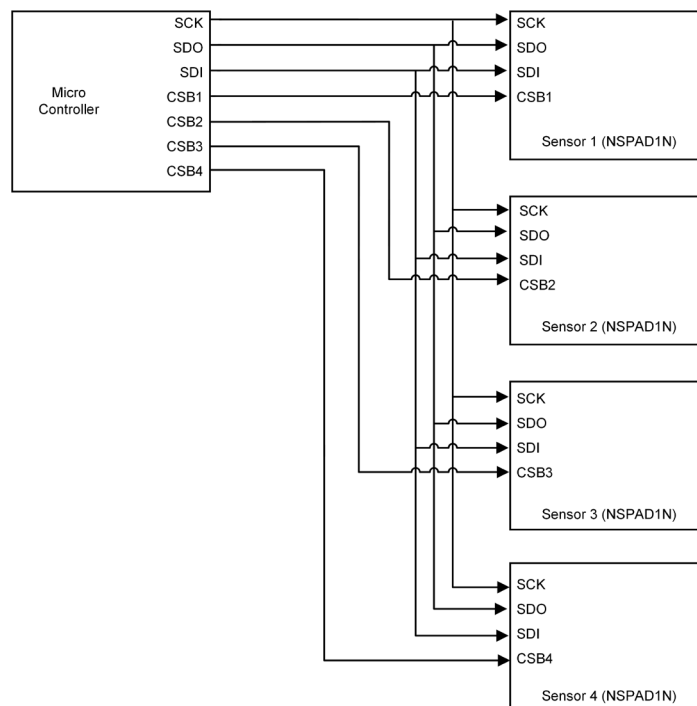 SCK
SDO
SDI
CSB1
CSB2
CSB3
CSB4
Micro
Controller
SCK
SDO
SDI
CSB1
Sensor 1 (NSPAD1N)
SCK
SDO
SDI
CSB2
Sensor 2 (NSPAD1N)
SCK
SDO
SDI
CSB3
Sensor 3 (NSPAD1N)
SCK
SDO
SDI
CSB4
Sensor 4 (NSPAD1N)